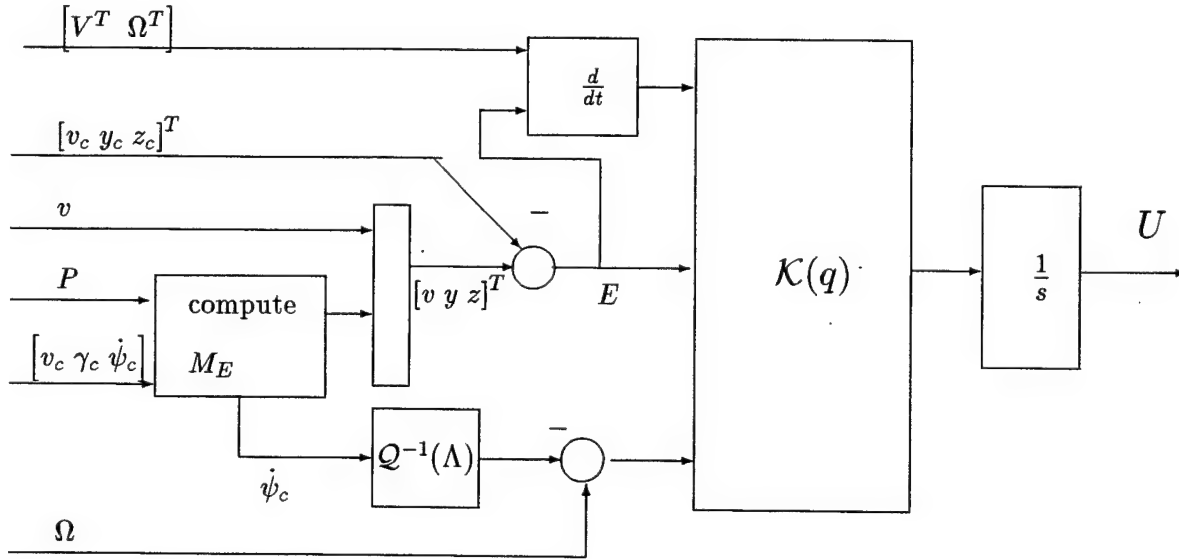 [V^T Ω^T]
d/dt
[v_c y_c z_c]^T
−
v
U
P
compute
[v y z]^T
E
K(q)
1/s
[v_c γ_c ψ̇_c]
M_E
−
Q^{-1}(Λ)
ψ̇_c
Ω